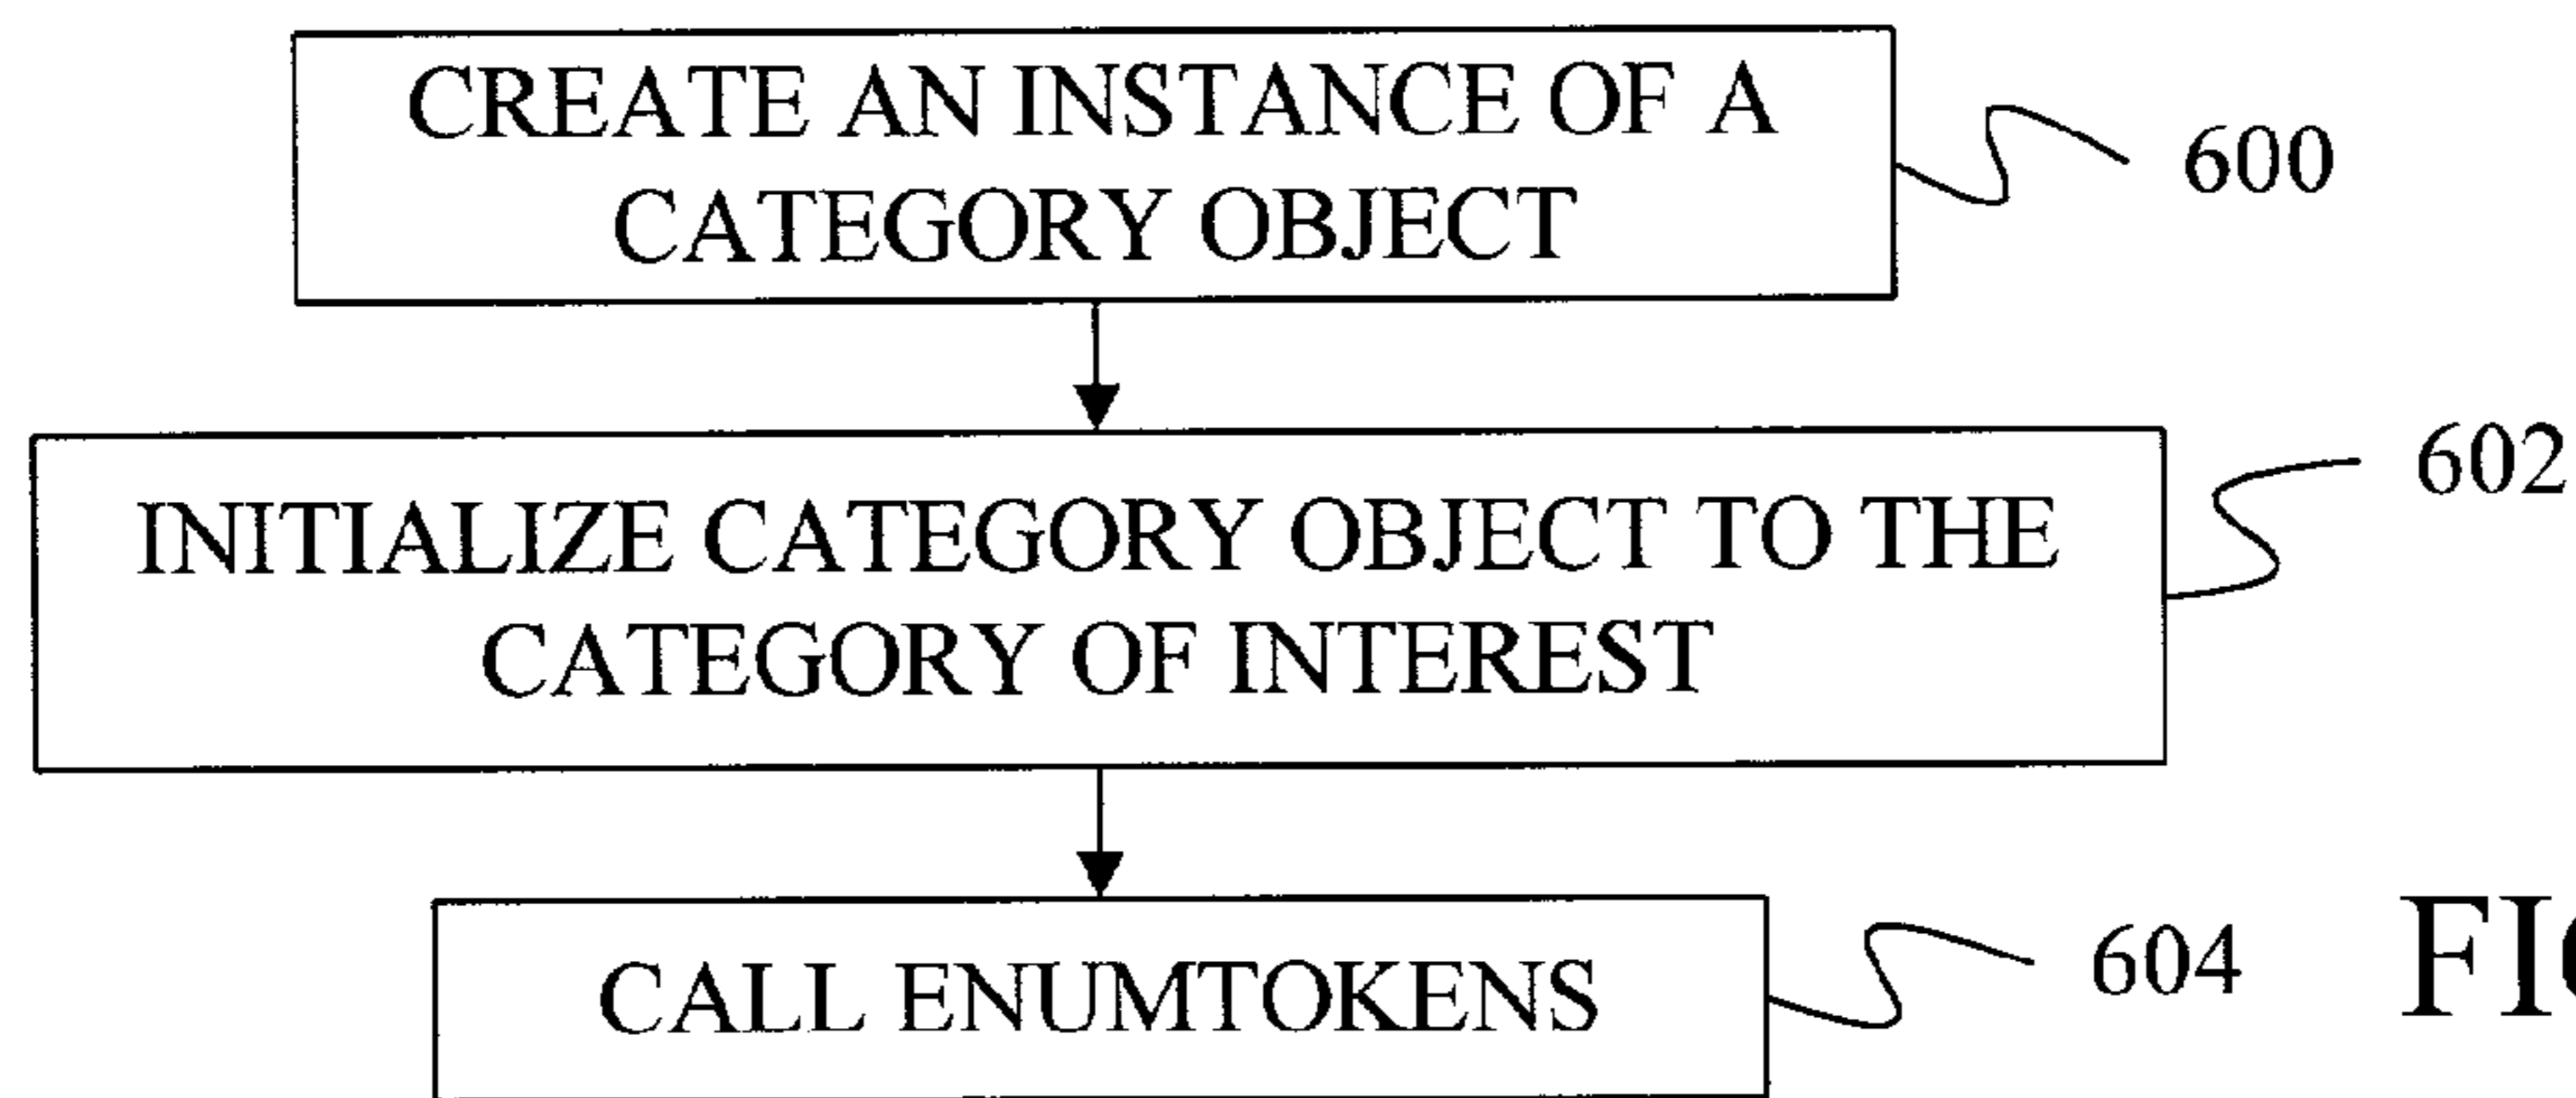 CREATE AN INSTANCE OF A
CATEGORY OBJECT
600
INITIALIZE CATEGORY OBJECT TO THE
CATEGORY OF INTEREST
602
CALL ENUMTOKENS
604